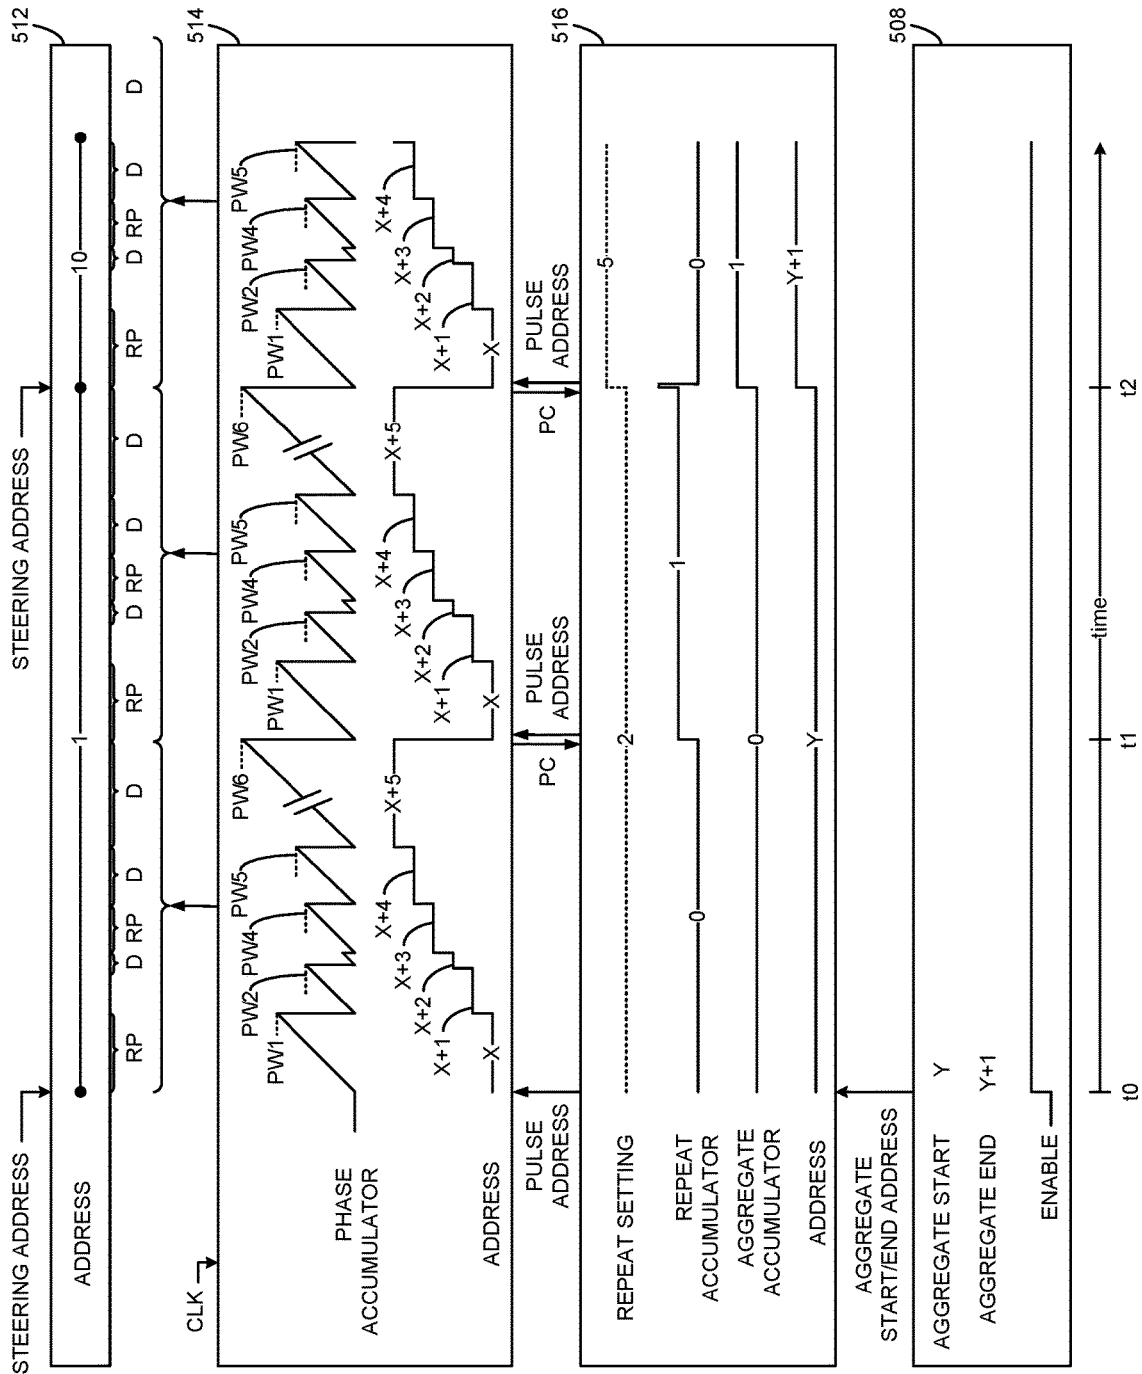 STEERING ADDRESS
STEERING ADDRESS
512
ADDRESS
1
10
RP D RP D D RP D RP D D RP D RP D D
CLK
514
PHASE
ACCUMULATOR
PW1 PW2 PW4 PW5 PW6 PW1 PW2 PW4 PW5 PW6 PW1 PW2 PW4 PW5
ADDRESS
X X+1 X+2 X+3 X+4 X+5 X X+1 X+2 X+3 X+4 X+5 X X+1 X+2 X+3 X+4
PULSE
ADDRESS
PC
PULSE
ADDRESS
PC
PULSE
ADDRESS
516
REPEAT SETTING
2
5
REPEAT
ACCUMULATOR
0
1
0
AGGREGATE
ACCUMULATOR
0
1
ADDRESS
Y
Y+1
AGGREGATE
START/END ADDRESS
508
AGGREGATE START
Y
AGGREGATE END
Y+1
ENABLE
time
t0
t1
t2